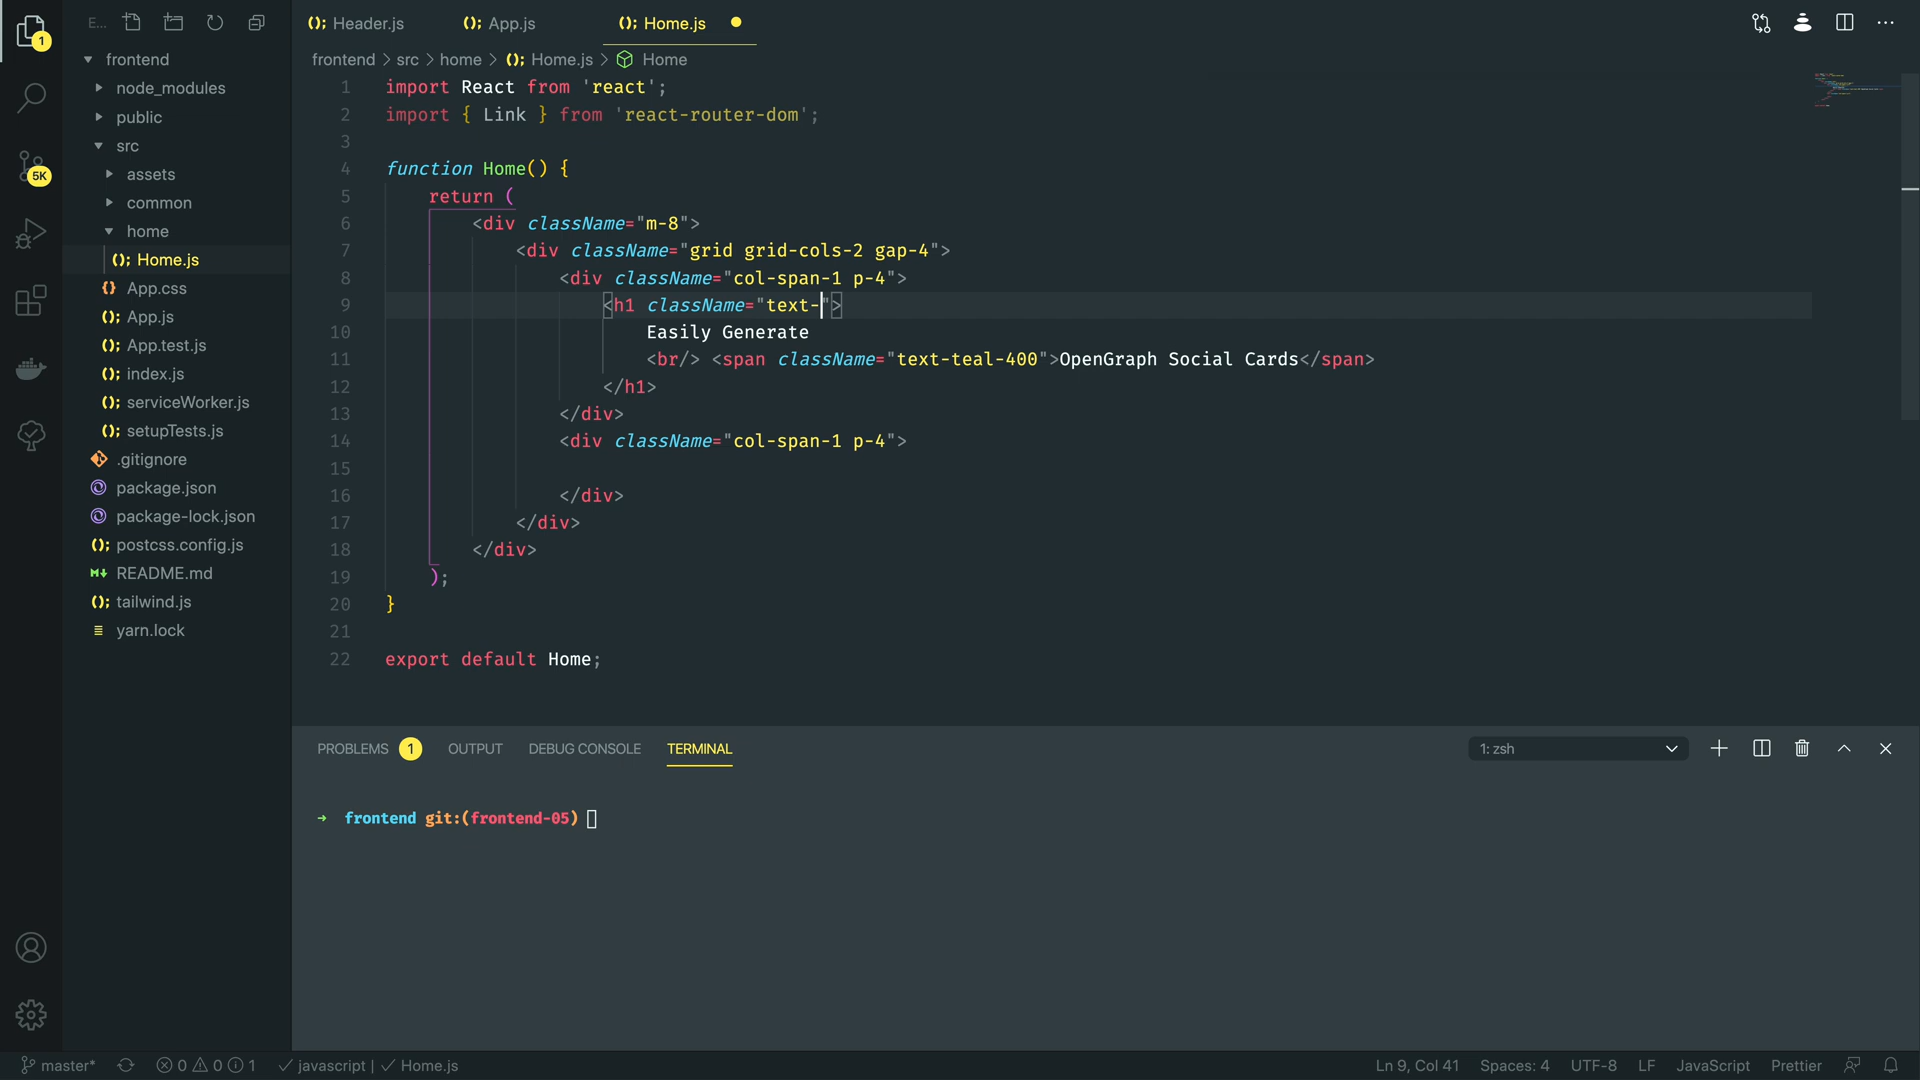 E...
Header.js
App.js
Home.js
1
frontend
node_modules
public
src
5K
assets
common
home
Home.js
App.css
App.js
App.test.js
index.js
serviceWorker.js
setupTests.js
.gitignore
package.json
package-lock.json
postcss.config.js
README.md
tailwind.js
yarn.lock
frontend > src > home > Home.js > Home
1 import React from 'react';
2 import { Link } from 'react-router-dom';
3
4 function Home() {
5 return (
6 <div className="m-8">
7 <div className="grid grid-cols-2 gap-4">
8 <div className="col-span-1 p-4">
9 <h1 className="text-">
10 Easily Generate
11 <br/> <span className="text-teal-400">OpenGraph Social Cards</span>
12 </h1>
13 </div>
14 <div className="col-span-1 p-4">
15
16 </div>
17 </div>
18 </div>
19 );
20 }
21
22 export default Home;
PROBLEMS 1 OUTPUT DEBUG CONSOLE TERMINAL 1: zsh
→ frontend git:(frontend-05)
master* 0 0 1 javascript | Home.js Ln 9, Col 41 Spaces: 4 UTF-8 LF JavaScript Prettier